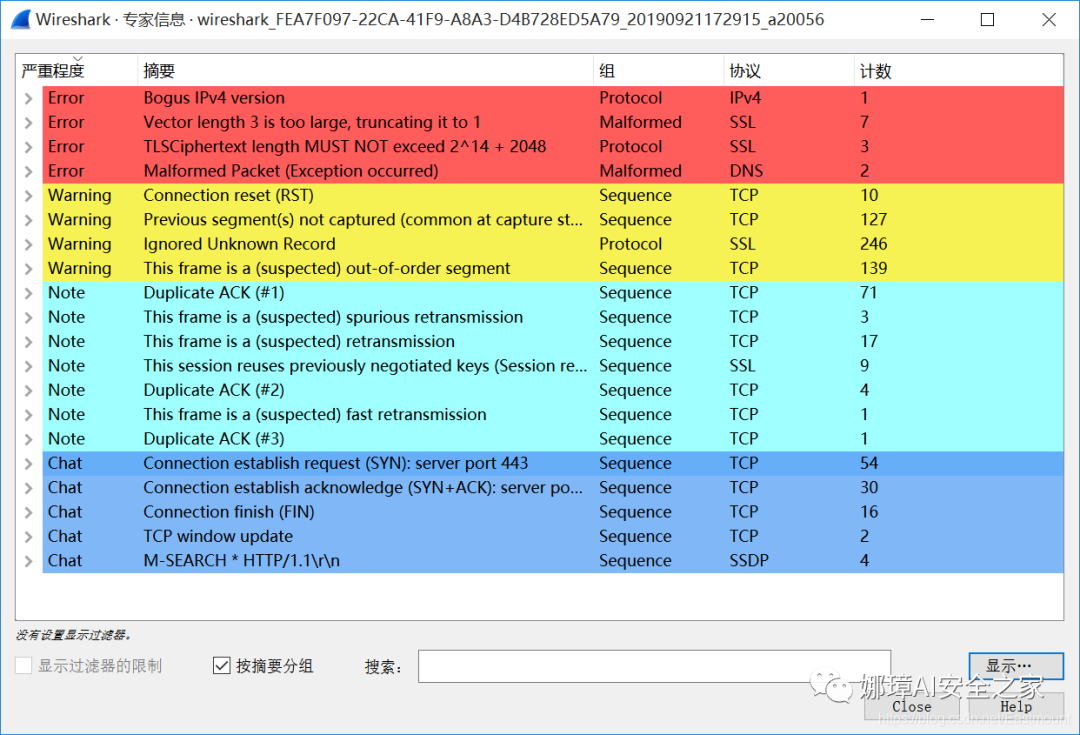 Wireshark · 专家信息 · wireshark_FEA7F097-22CA-41F9-A8A3-D4B728ED5A79_20190921172915_a20056
严重程度 摘要 组 协议 计数
Error Bogus IPv4 version Protocol IPv4 1
Error Vector length 3 is too large, truncating it to 1 Malformed SSL 7
Error TLSCiphertext length MUST NOT exceed 2^14 + 2048 Protocol SSL 3
Error Malformed Packet (Exception occurred) Malformed DNS 2
Warning Connection reset (RST) Sequence TCP 10
Warning Previous segment(s) not captured (common at capture st... Sequence TCP 127
Warning Ignored Unknown Record Protocol SSL 246
Warning This frame is a (suspected) out-of-order segment Sequence TCP 139
Note Duplicate ACK (#1) Sequence TCP 71
Note This frame is a (suspected) spurious retransmission Sequence TCP 3
Note This frame is a (suspected) retransmission Sequence TCP 17
Note This session reuses previously negotiated keys (Session re... Sequence SSL 9
Note Duplicate ACK (#2) Sequence TCP 4
Note This frame is a (suspected) fast retransmission Sequence TCP 1
Note Duplicate ACK (#3) Sequence TCP 1
Chat Connection establish request (SYN): server port 443 Sequence TCP 54
Chat Connection establish acknowledge (SYN+ACK): server po... Sequence TCP 30
Chat Connection finish (FIN) Sequence TCP 16
Chat TCP window update Sequence TCP 2
Chat M-SEARCH * HTTP/1.1\r\n Sequence SSDP 4
没有设置显示过滤器。
显示过滤器的限制 按摘要分组 搜索： 显示…
娜璋AI安全之家
Close Help
https://blog.csdn.net/Eastmount